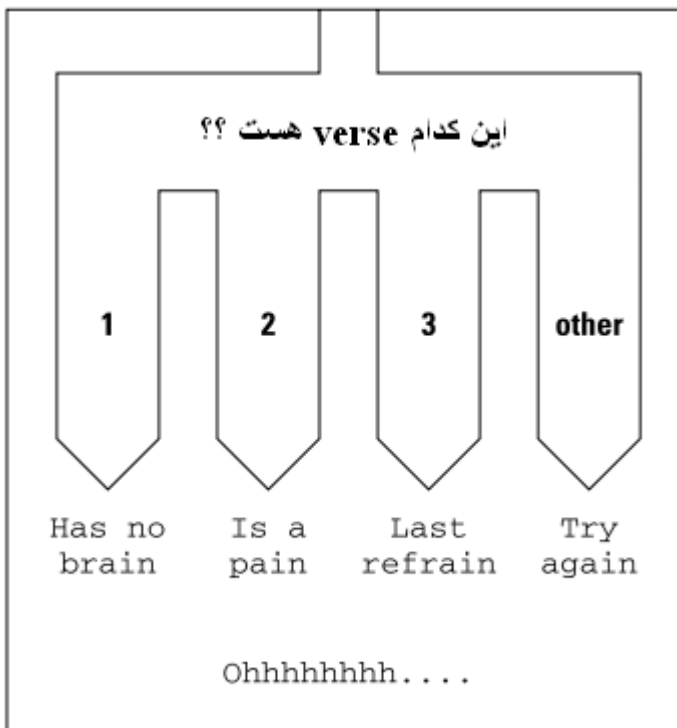 این کدام verse هست ؟؟
1 2 3 other
Has no Is a Last Try
brain pain refrain again
Ohhhhhhhh....